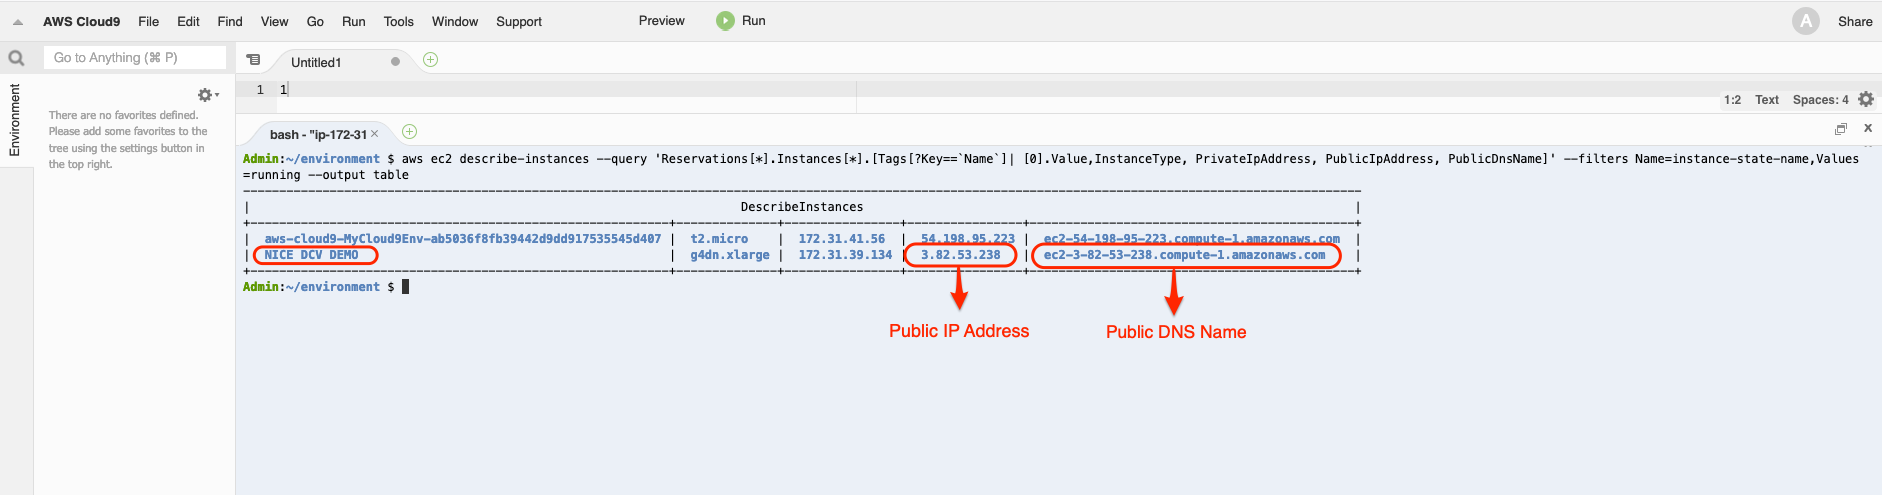 AWS Cloud9 File Edit Find View Go Run Tools Window Support Preview Run A Share
Go to Anything (⌘ P)
Untitled1
Environment
1 1
There are no favorites defined.
Please add some favorites to the
tree using the settings button in
the top right.
1:2 Text Spaces: 4
bash - "ip-172-31 ×
Admin:~/environment $ aws ec2 describe-instances --query 'Reservations[*].Instances[*].[Tags[?Key==`Name`]| [0].Value,InstanceType, PrivateIpAddress, PublicIpAddress, PublicDnsName]' --filters Name=instance-state-name,Values
=running --output table
DescribeInstances
| aws-cloud9-MyCloud9Env-ab5036f8fb39442d9dd917535545d407 | t2.micro | 172.31.41.56 | 54.198.95.223 | ec2-54-198-95-223.compute-1.amazonaws.com |
| NICE DCV DEMO | g4dn.xlarge | 172.31.39.134 | 3.82.53.238 | ec2-3-82-53-238.compute-1.amazonaws.com |
Admin:~/environment $
Public IP Address
Public DNS Name